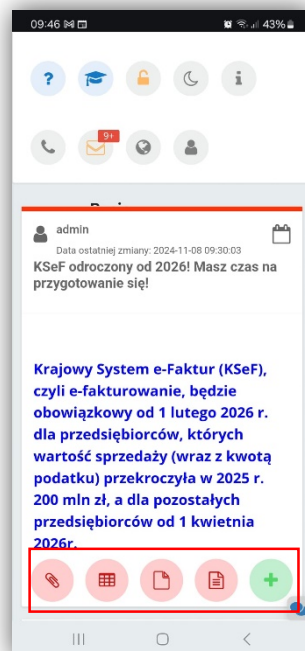 09:46
43%
?
i
9+
admin
Data ostatniej zmiany: 2024-11-08 09:30:03
KSeF odroczony od 2026! Masz czas na
przygotowanie się!
Krajowy System e-Faktur (KSeF),
czyli e-fakturowanie, będzie
obowiązkowy od 1 lutego 2026 r.
dla przedsiębiorców, których
wartość sprzedaży (wraz z kwotą
podatku) przekroczyła w 2025 r.
200 mln zł, a dla pozostałych
przedsiębiorców od 1 kwietnia
2026r.